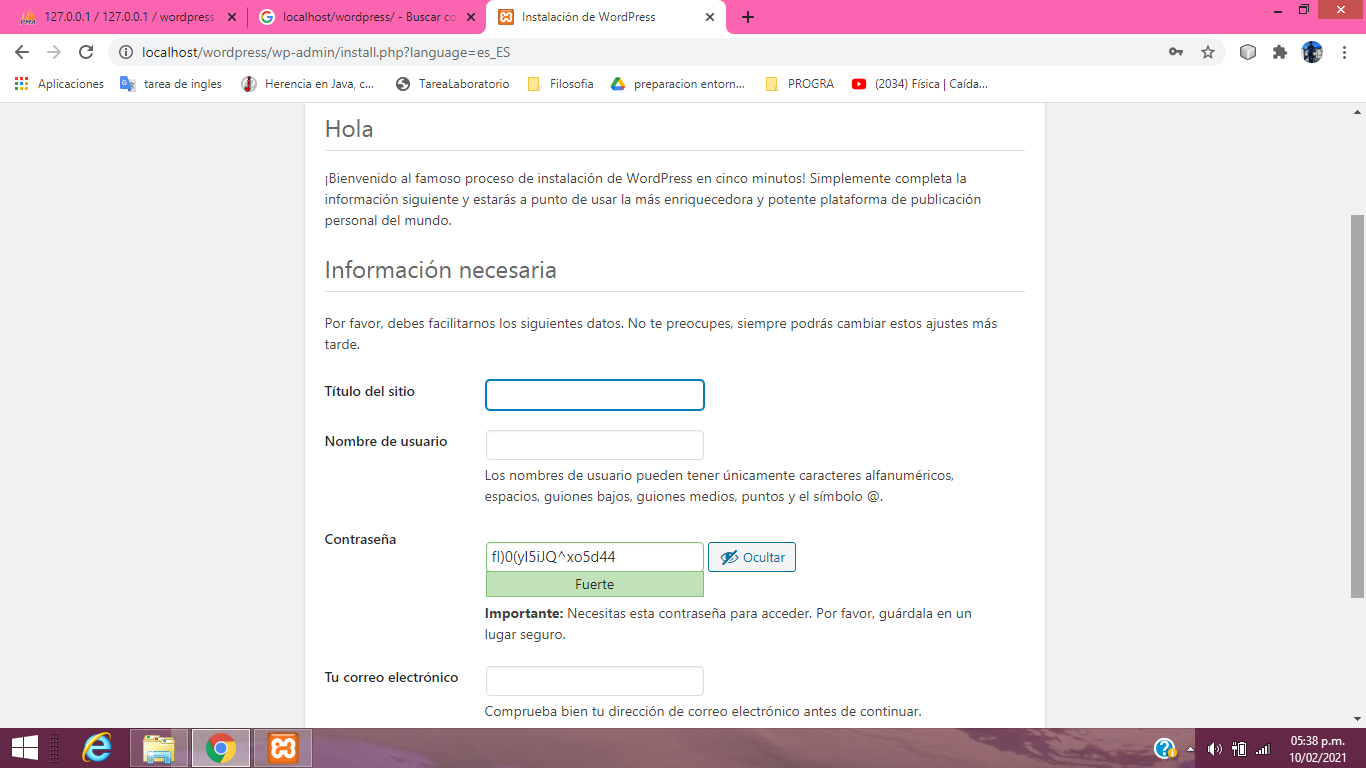 127.0.0.1 / 127.0.0.1 / wordpress
localhost/wordpress/ - Buscar co
Instalación de WordPress
localhost/wordpress/wp-admin/install.php?language=es_ES
Aplicaciones
tarea de ingles
Herencia en Java, c...
TareaLaboratorio
Filosofia
preparacion entorn...
PROGRA
(2034) Física | Caída...
Hola
¡Bienvenido al famoso proceso de instalación de WordPress en cinco minutos! Simplemente completa la
información siguiente y estarás a punto de usar la más enriquecedora y potente plataforma de publicación
personal del mundo.
Información necesaria
Por favor, debes facilitarnos los siguientes datos. No te preocupes, siempre podrás cambiar estos ajustes más
tarde.
Título del sitio
Nombre de usuario
Los nombres de usuario pueden tener únicamente caracteres alfanuméricos,
espacios, guiones bajos, guiones medios, puntos y el símbolo @.
Contraseña
Ocultar
Fuerte
Importante: Necesitas esta contraseña para acceder. Por favor, guárdala en un
lugar seguro.
Tu correo electrónico
Comprueba bien tu dirección de correo electrónico antes de continuar.
05:38 p.m.
10/02/2021